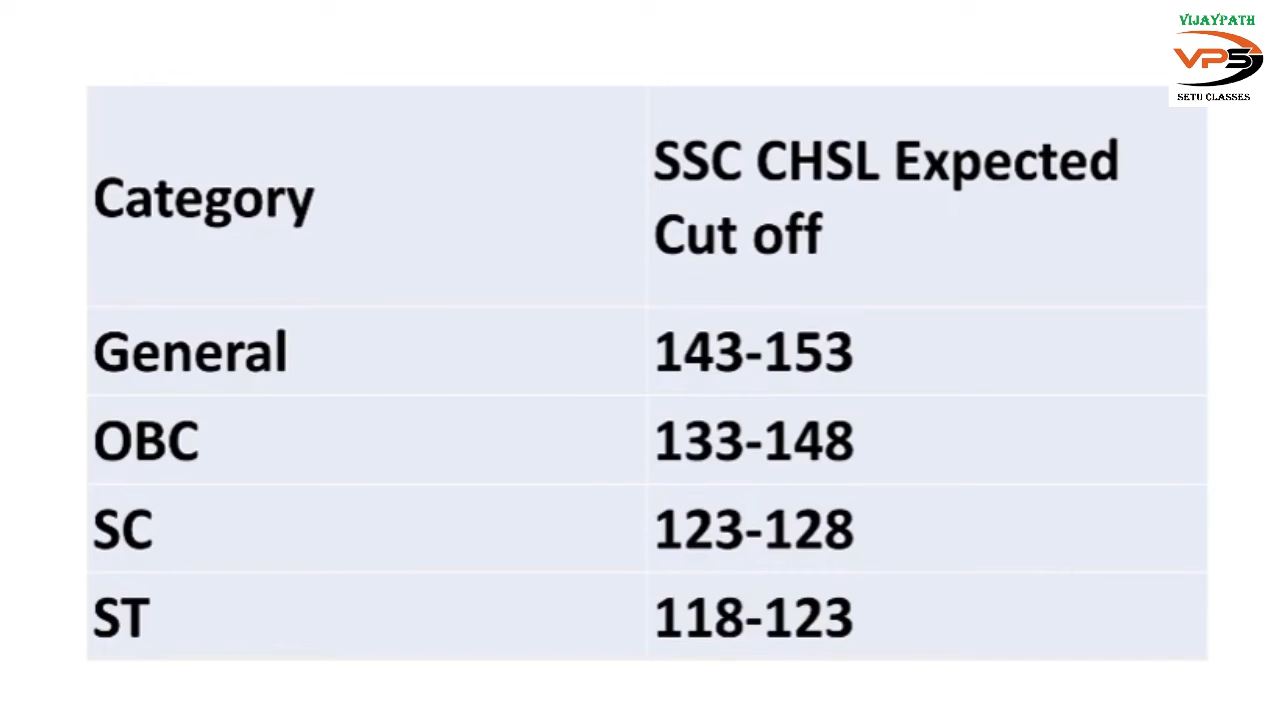 VIJAYPATH
VPS
SETU CLASSES
Category
SSC CHSL Expected
Cut off
General 143-153
OBC 133-148
SC 123-128
ST 118-123